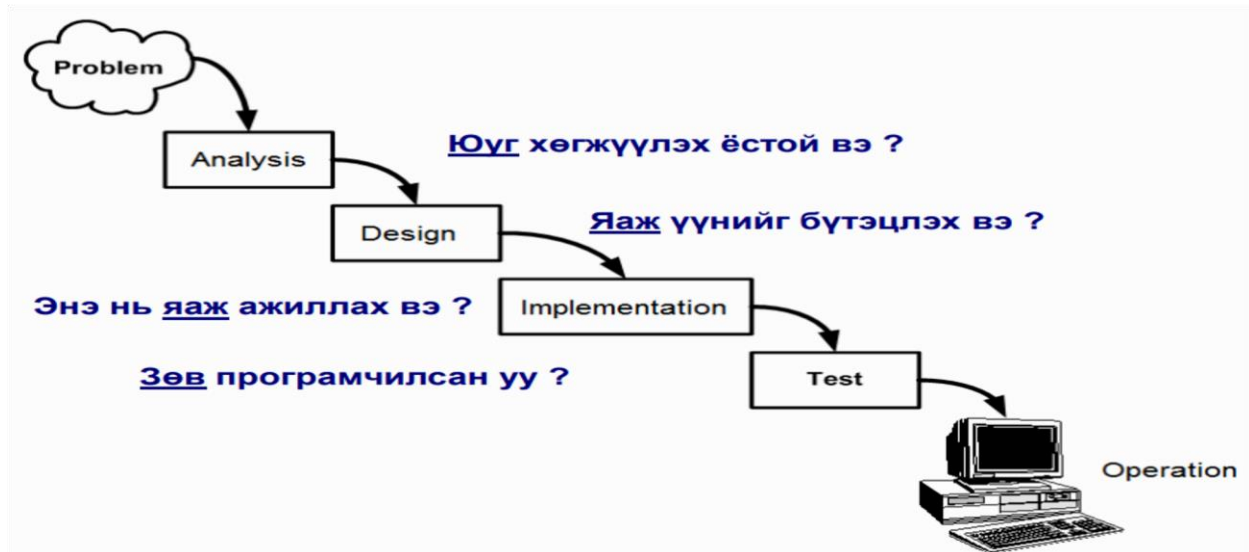 Problem
Analysis
Юуг хөгжүүлэх ёстой вэ ?
Design
Яаж үүнийг бүтэцлэх вэ ?
Энэ нь яаж ажиллах вэ ?
Implementation
Зөв програмчилсан уу ?
Test
Operation